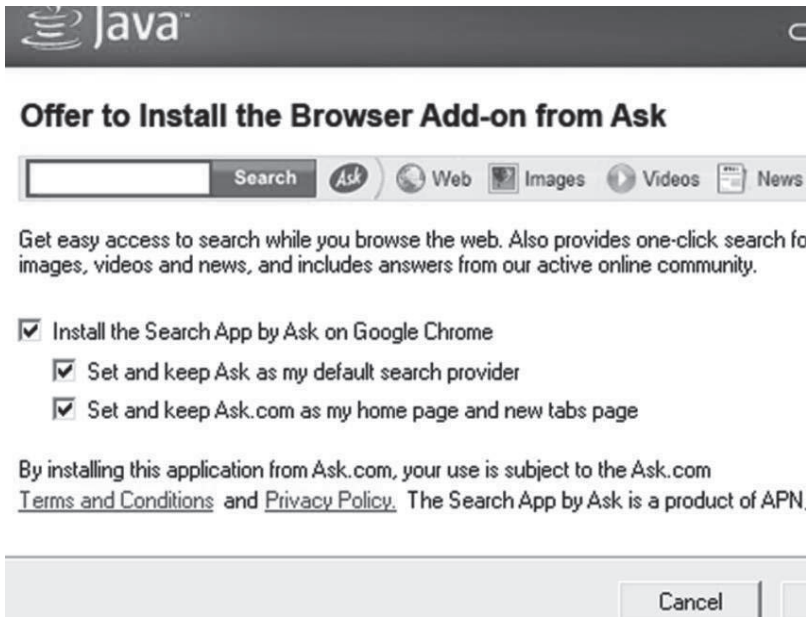 Java
Offer to Install the Browser Add-on from Ask
Search Ask Web Images Videos News
Get easy access to search while you browse the web. Also provides one-click search
images, videos and news, and includes answers from our active online community.
Install the Search App by Ask on Google Chrome
Set and keep Ask as my default search provider
Set and keep Ask.com as my home page and new tabs page
By installing this application from Ask.com, your use is subject to the Ask.com
Terms and Conditions and Privacy Policy. The Search App by Ask is a product of APN,
Cancel